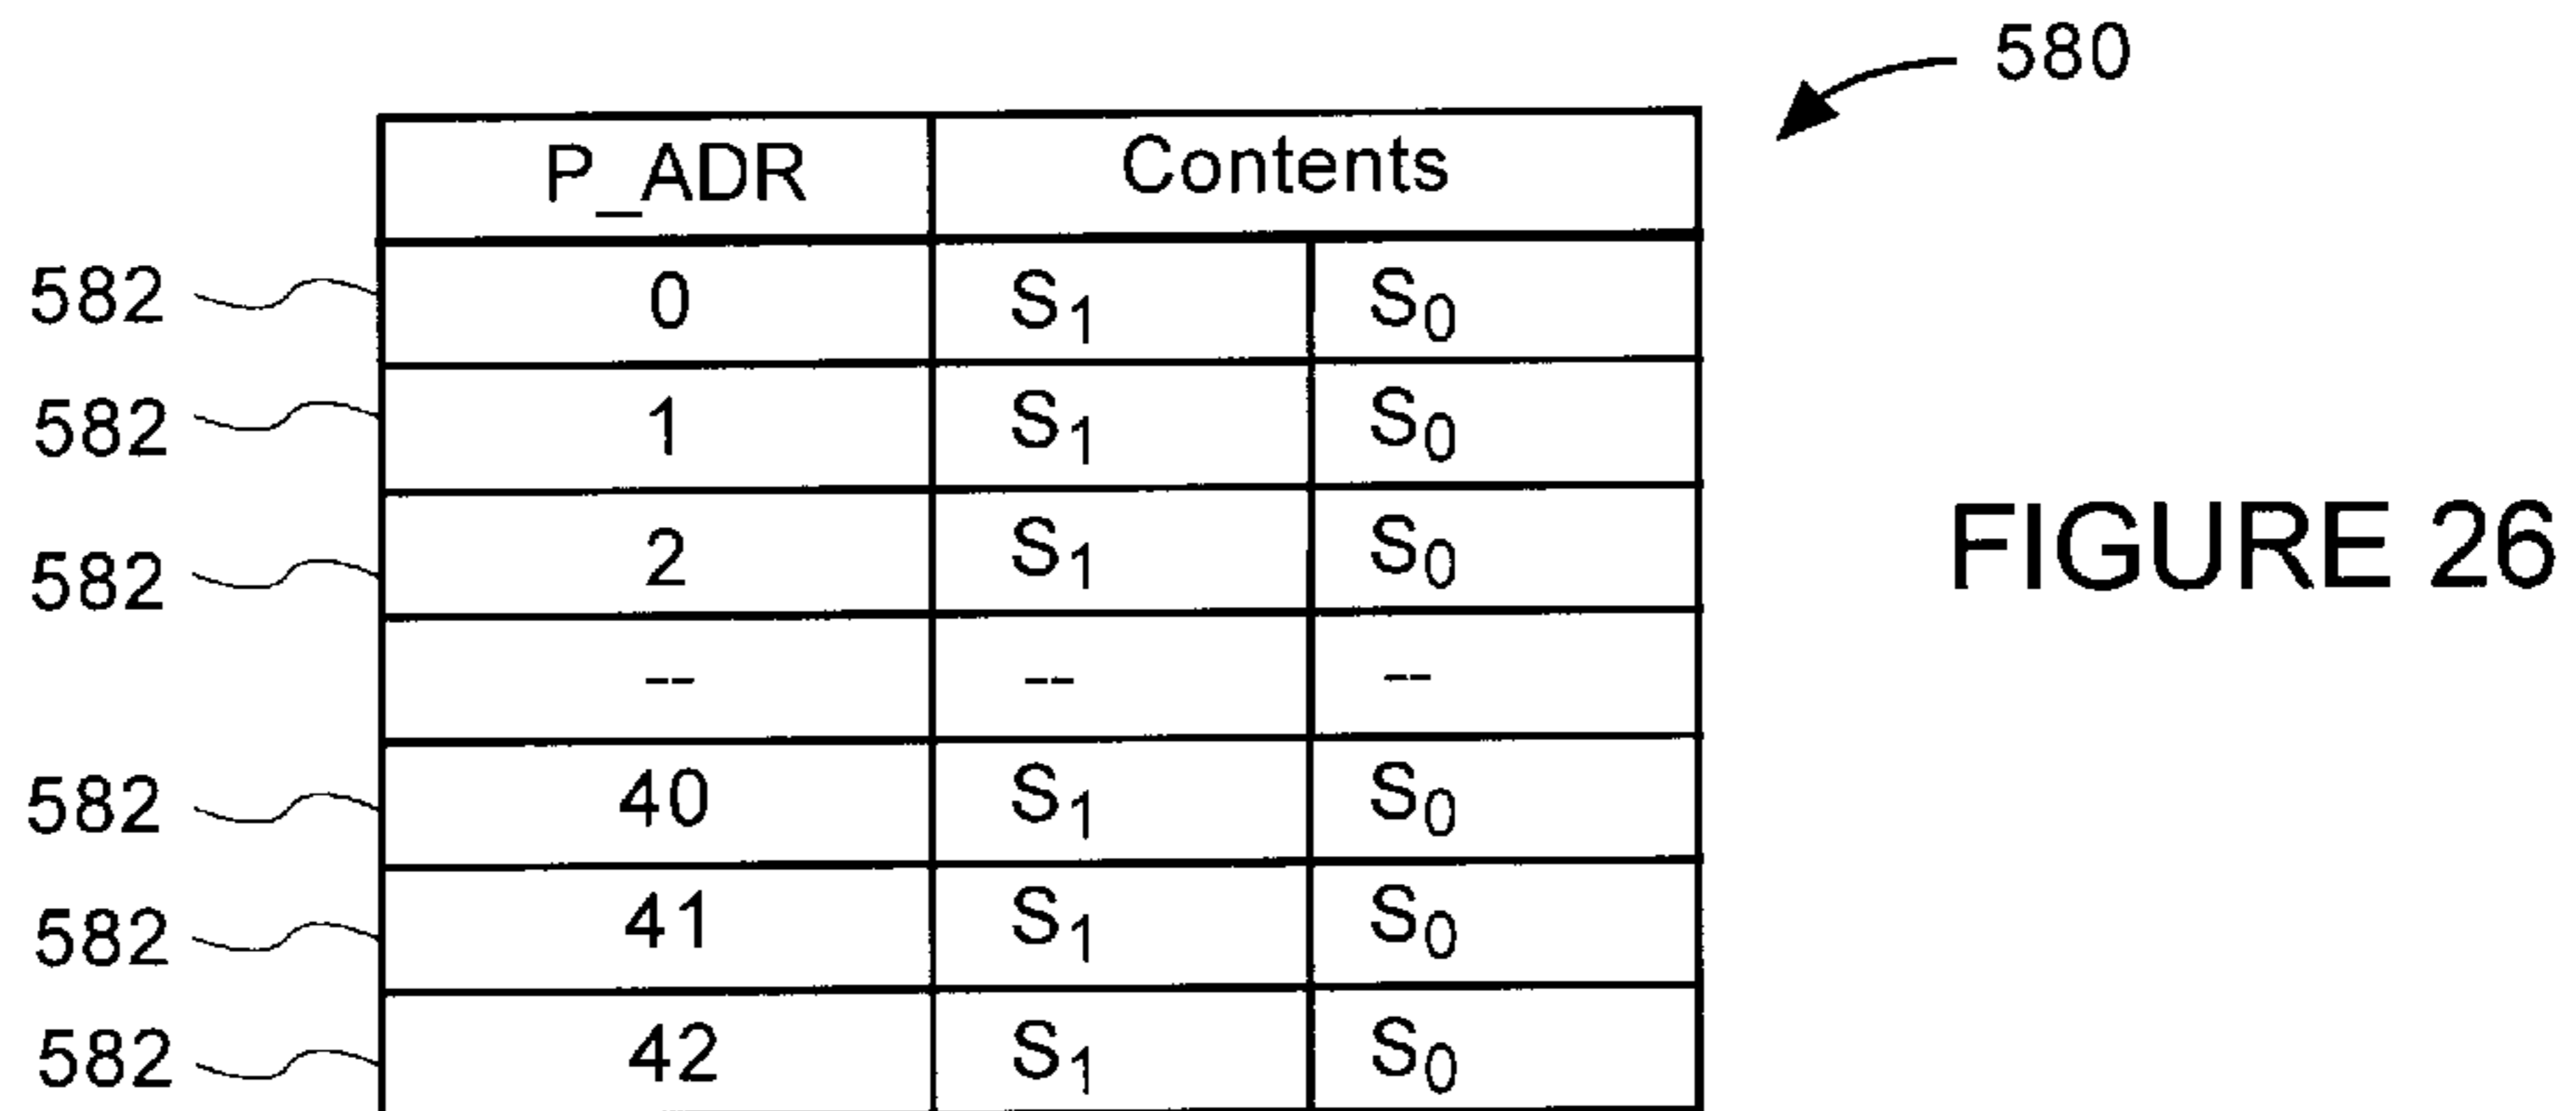 580
P_ADR Contents
582 0 S1 S0
582 1 S1 S0
582 2 S1 S0
-- -- --
582 40 S1 S0
582 41 S1 S0
582 42 S1 S0
FIGURE 26